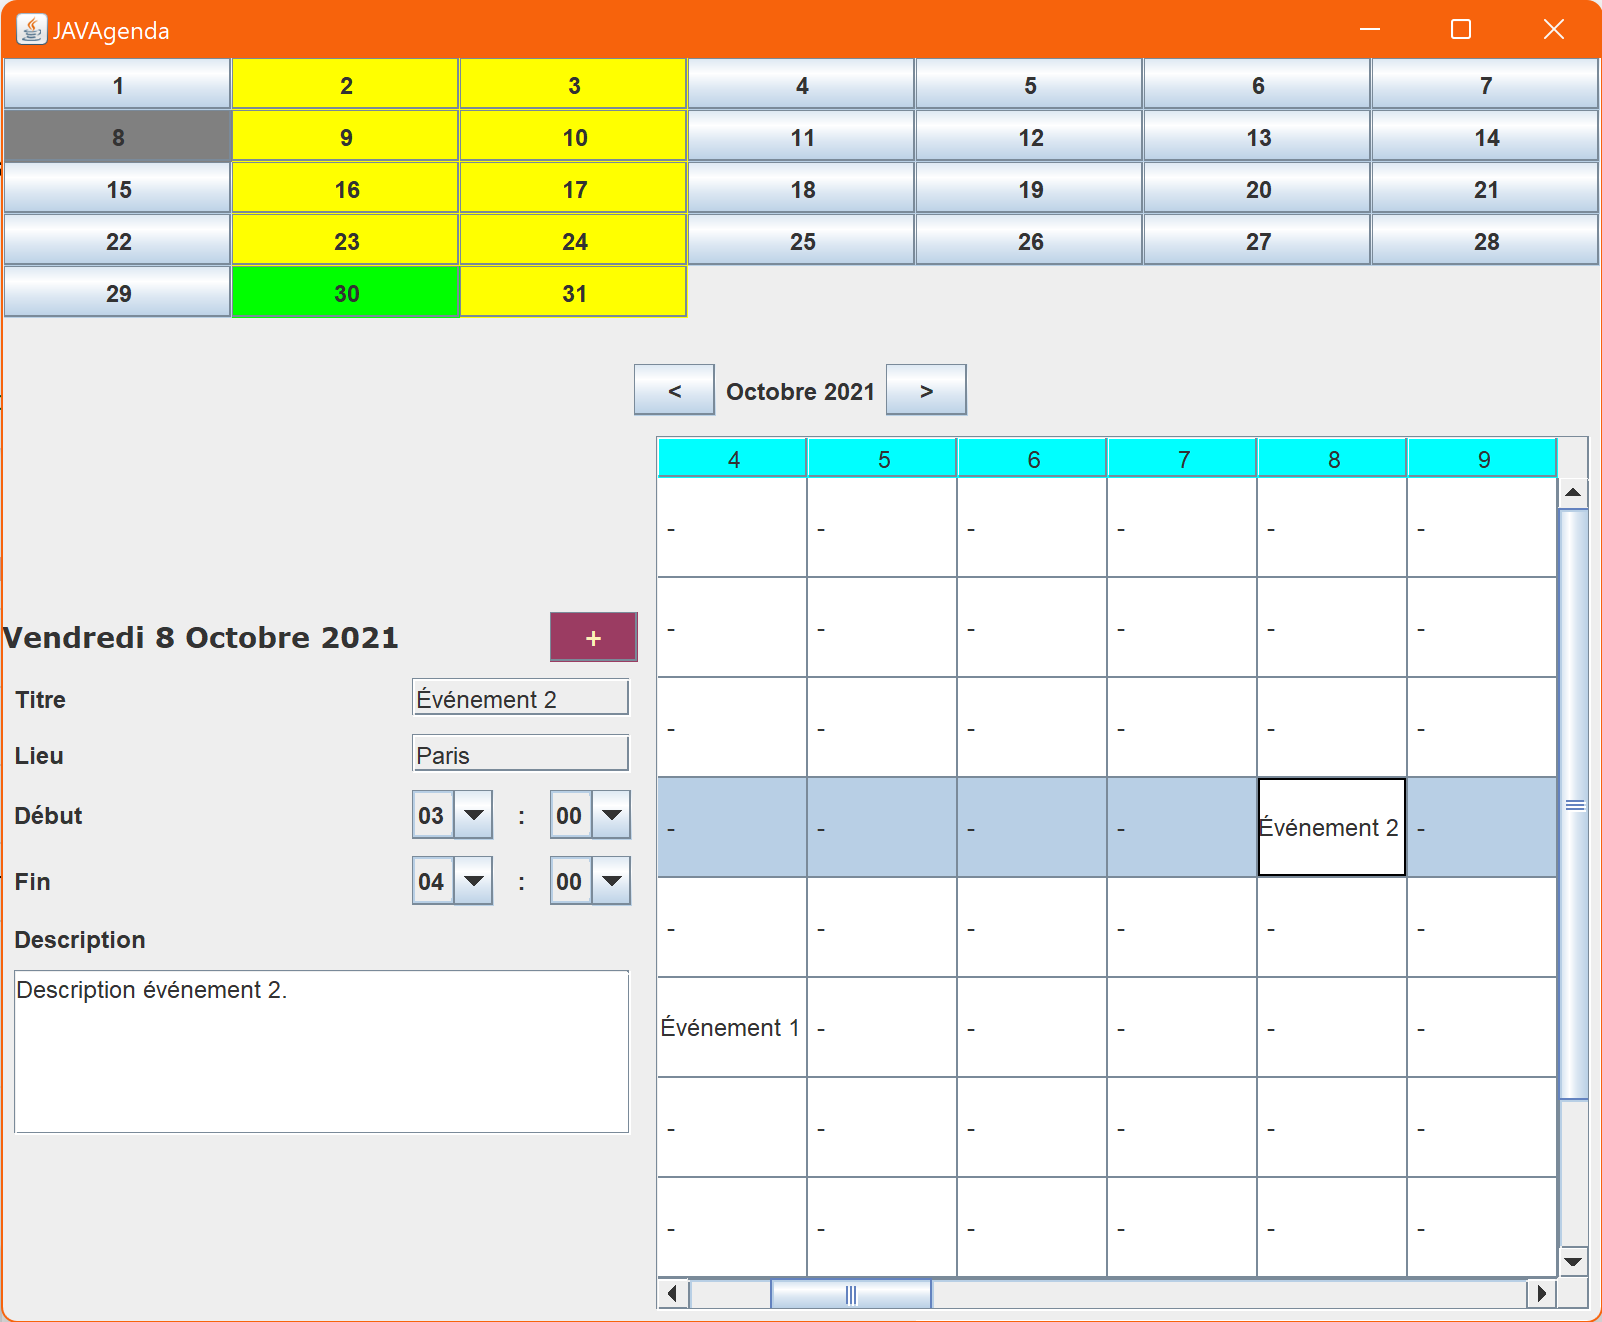 JAVAgenda
1 2 3 4 5 6 7
8 9 10 11 12 13 14
15 16 17 18 19 20 21
22 23 24 25 26 27 28
29 30 31
< Octobre 2021 >
Vendredi 8 Octobre 2021 +
Titre Événement 2
Lieu Paris
Début 03 : 00
Fin 04 : 00
Description
Description événement 2.
4 5 6 7 8 9
- - - - - -
- - - - - -
- - - - - -
- - - - Événement 2 -
- - - - - -
Événement 1 - - - - -
- - - - - -
- - - - - -